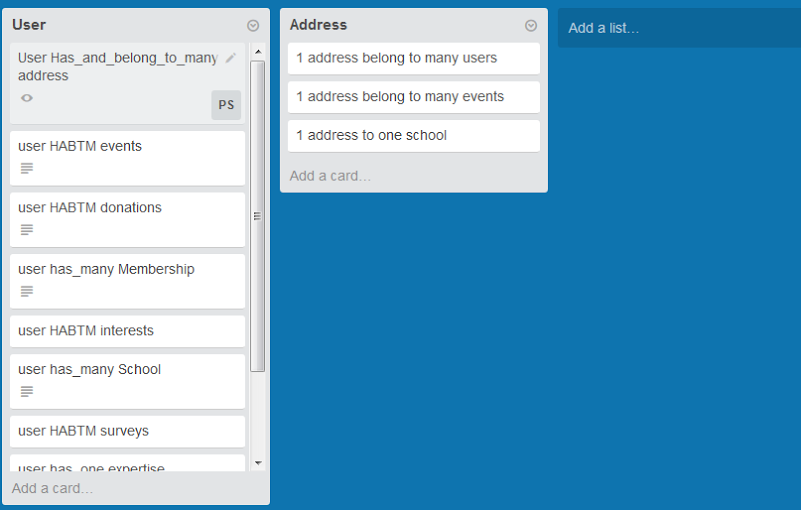 User
User Has_and_belong_to_many
address
PS
user HABTM events
user HABTM donations
user has_many Membership
user HABTM interests
user has_many School
user HABTM surveys
user has_one expertise
Add a card...
Address
1 address belong to many users
1 address belong to many events
1 address to one school
Add a card...
Add a list...